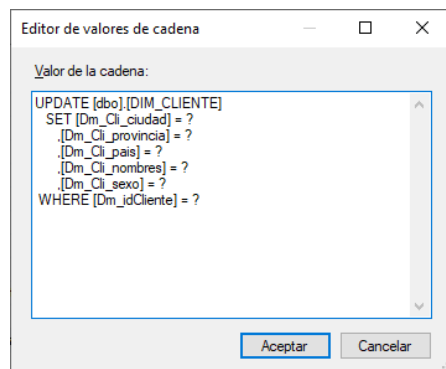 Editor de valores de cadena
Valor de la cadena:
UPDATE [dbo].[DIM_CLIENTE]
SET [Dm_Cli_ciudad] = ?
,[Dm_Cli_provincia] = ?
,[Dm_Cli_pais] = ?
,[Dm_Cli_nombres] = ?
,[Dm_Cli_sexo] = ?
WHERE [Dm_idCliente] = ?
Aceptar Cancelar